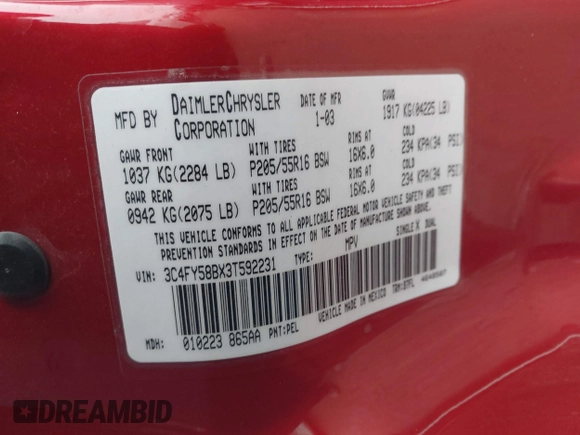 MFD BY DAIMLERCHRYSLER CORPORATION
DATE OF MFR 1-03
GVWR 1917 KG(04225 LB)
GAWR FRONT WITH TIRES RIMS AT COLD
1037 KG(2284 LB) P205/55R16 BSW 16X6.0 234 KPA(34 PSI)
GAWR REAR WITH TIRES RIMS AT COLD
0942 KG(2075 LB) P205/55R16 BSW 16X6.0 234 KPA(34 PSI)
THIS VEHICLE CONFORMS TO ALL APPLICABLE FEDERAL MOTOR VEHICLE SAFETY, BUMPER AND THEFT
PREVENTION STANDARDS IN EFFECT ON THE DATE OF MANUFACTURE SHOWN ABOVE.
VIN: 3C4FY58BX3T592231 TYPE: MPV SINGLE X DUAL
MDH: 010223 865AA PNT:PEL VEHICLE MADE IN MEXICO TRM:D7FL
DREAMBID